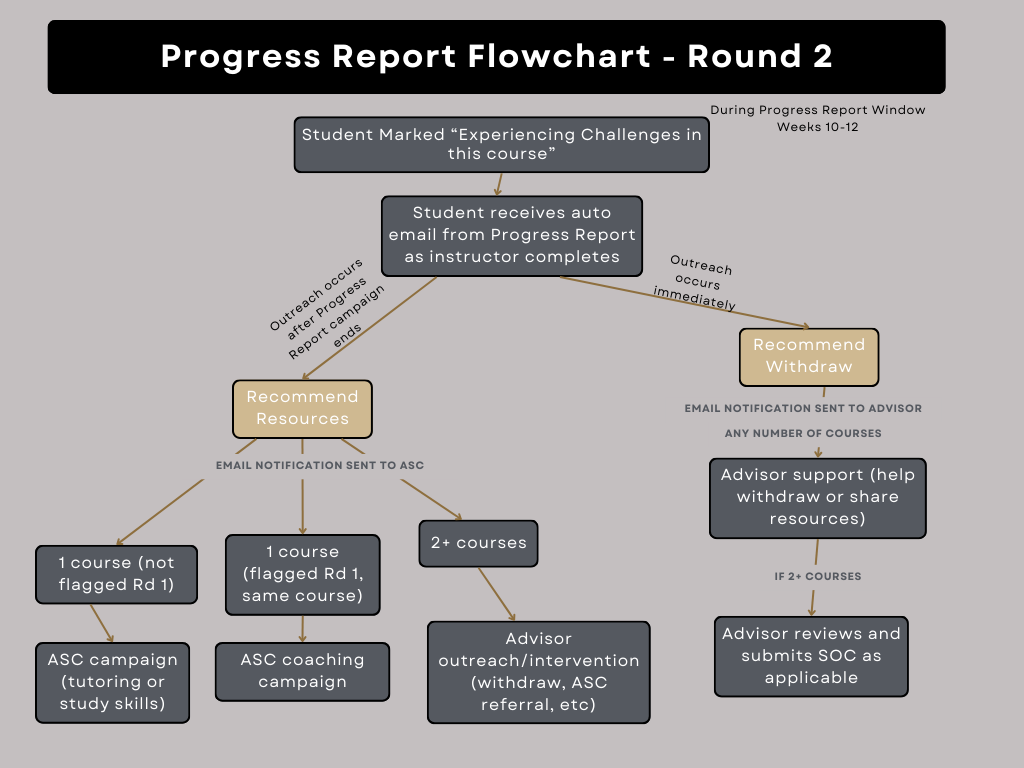 Progress Report Flowchart - Round 2
During Progress Report Window
Weeks 10-12
Student Marked “Experiencing Challenges in
this course”
Student receives auto
email from Progress Report
as instructor completes
Outreach occurs
after Progress
Report campaign
ends
Outreach
occurs
immediately
Recommend
Resources
Recommend
Withdraw
EMAIL NOTIFICATION SENT TO ASC
EMAIL NOTIFICATION SENT TO ADVISOR
ANY NUMBER OF COURSES
1 course (not
flagged Rd 1)
1 course
(flagged Rd 1,
same course)
2+ courses
Advisor support (help
withdraw or share
resources)
IF 2+ COURSES
ASC campaign
(tutoring or
study skills)
ASC coaching
campaign
Advisor
outreach/intervention
(withdraw, ASC
referral, etc)
Advisor reviews and
submits SOC as
applicable